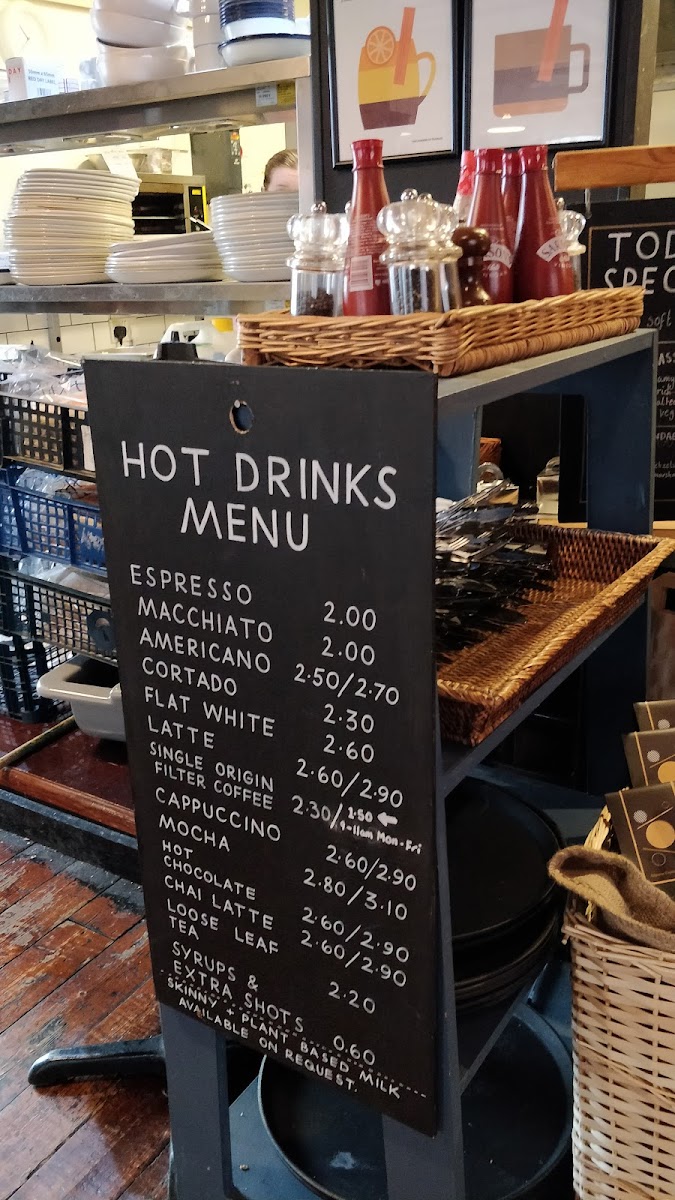 HOT DRINKS
MENU
ESPRESSO 2.00
MACCHIATO 2.00
AMERICANO 2.50/2.70
CORTADO 2.30
FLAT WHITE 2.60
LATTE 2.60/2.90
SINGLE ORIGIN
FILTER COFFEE 2.30/1.50
9-11am Mon-Fri
CAPPUCCINO 2.60/2.90
MOCHA 2.80/3.10
HOT
CHOCOLATE 2.60/2.90
CHAI LATTE 2.60/2.90
LOOSE LEAF
TEA 2.20
SYRUPS &
EXTRA SHOTS 0.60
SKINNY + PLANT BASED MILK
AVAILABLE ON REQUEST.
TOD
SPEC
soft